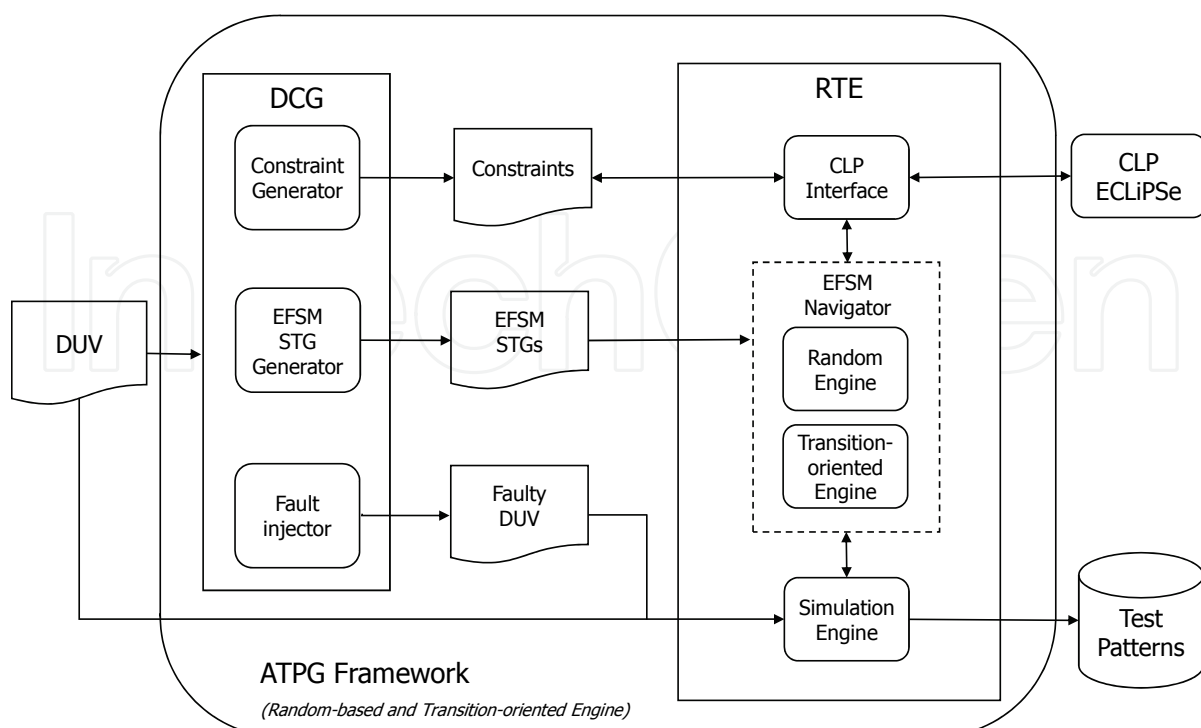 DCG
RTE
Constraint
Generator
Constraints
CLP
Interface
CLP
ECLiPSe
DUV
EFSM
STG
Generator
EFSM
STGs
EFSM
Navigator
Random
Engine
Transition-
oriented
Engine
Fault
injector
Faulty
DUV
Simulation
Engine
Test
Patterns
ATPG Framework
(Random-based and Transition-oriented Engine)
IntechOpen